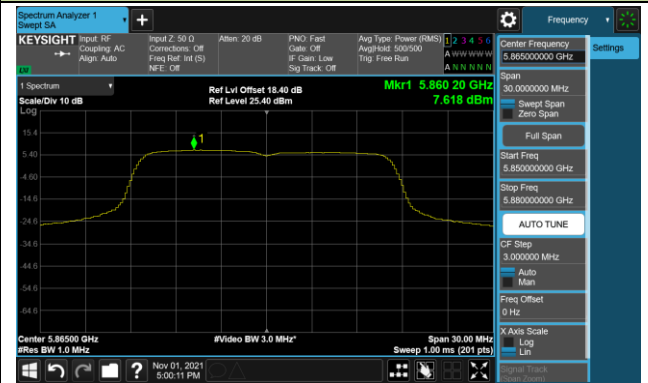 Spectrum Analyzer 1
Swept SA
Frequency
KEYSIGHT
Input: RF
Coupling: AC
Align: Auto
Input Z: 50 Ω
Corrections: Off
Freq Ref: Int (S)
NFE: Off
Atten: 20 dB
PNO: Fast
Gate: Off
IF Gain: Low
Sig Track: Off
Avg Type: Power (RMS)
Avg|Hold: 500/500
Trig: Free Run
1 2 3 4 5 6
A W W W W W
A N N N N N
1 Spectrum
Scale/Div 10 dB
Log
Ref Lvl Offset 18.40 dB
Ref Level 25.40 dBm
Mkr1 5.860 20 GHz
7.618 dBm
1
15.4
5.40
-4.60
-14.6
-24.6
-34.6
-44.6
-54.6
-64.6
Center 5.86500 GHz
#Res BW 1.0 MHz
#Video BW 3.0 MHz*
Span 30.00 MHz
Sweep 1.00 ms (201 pts)
Center Frequency
5.865000000 GHz
Settings
Span
30.0000000 MHz
Swept Span
Zero Span
Full Span
Start Freq
5.850000000 GHz
Stop Freq
5.880000000 GHz
AUTO TUNE
CF Step
3.000000 MHz
Auto
Man
Freq Offset
0 Hz
X Axis Scale
Log
Lin
Signal Track
(Span Zoom)
?
Nov 01, 2021
5:00:11 PM